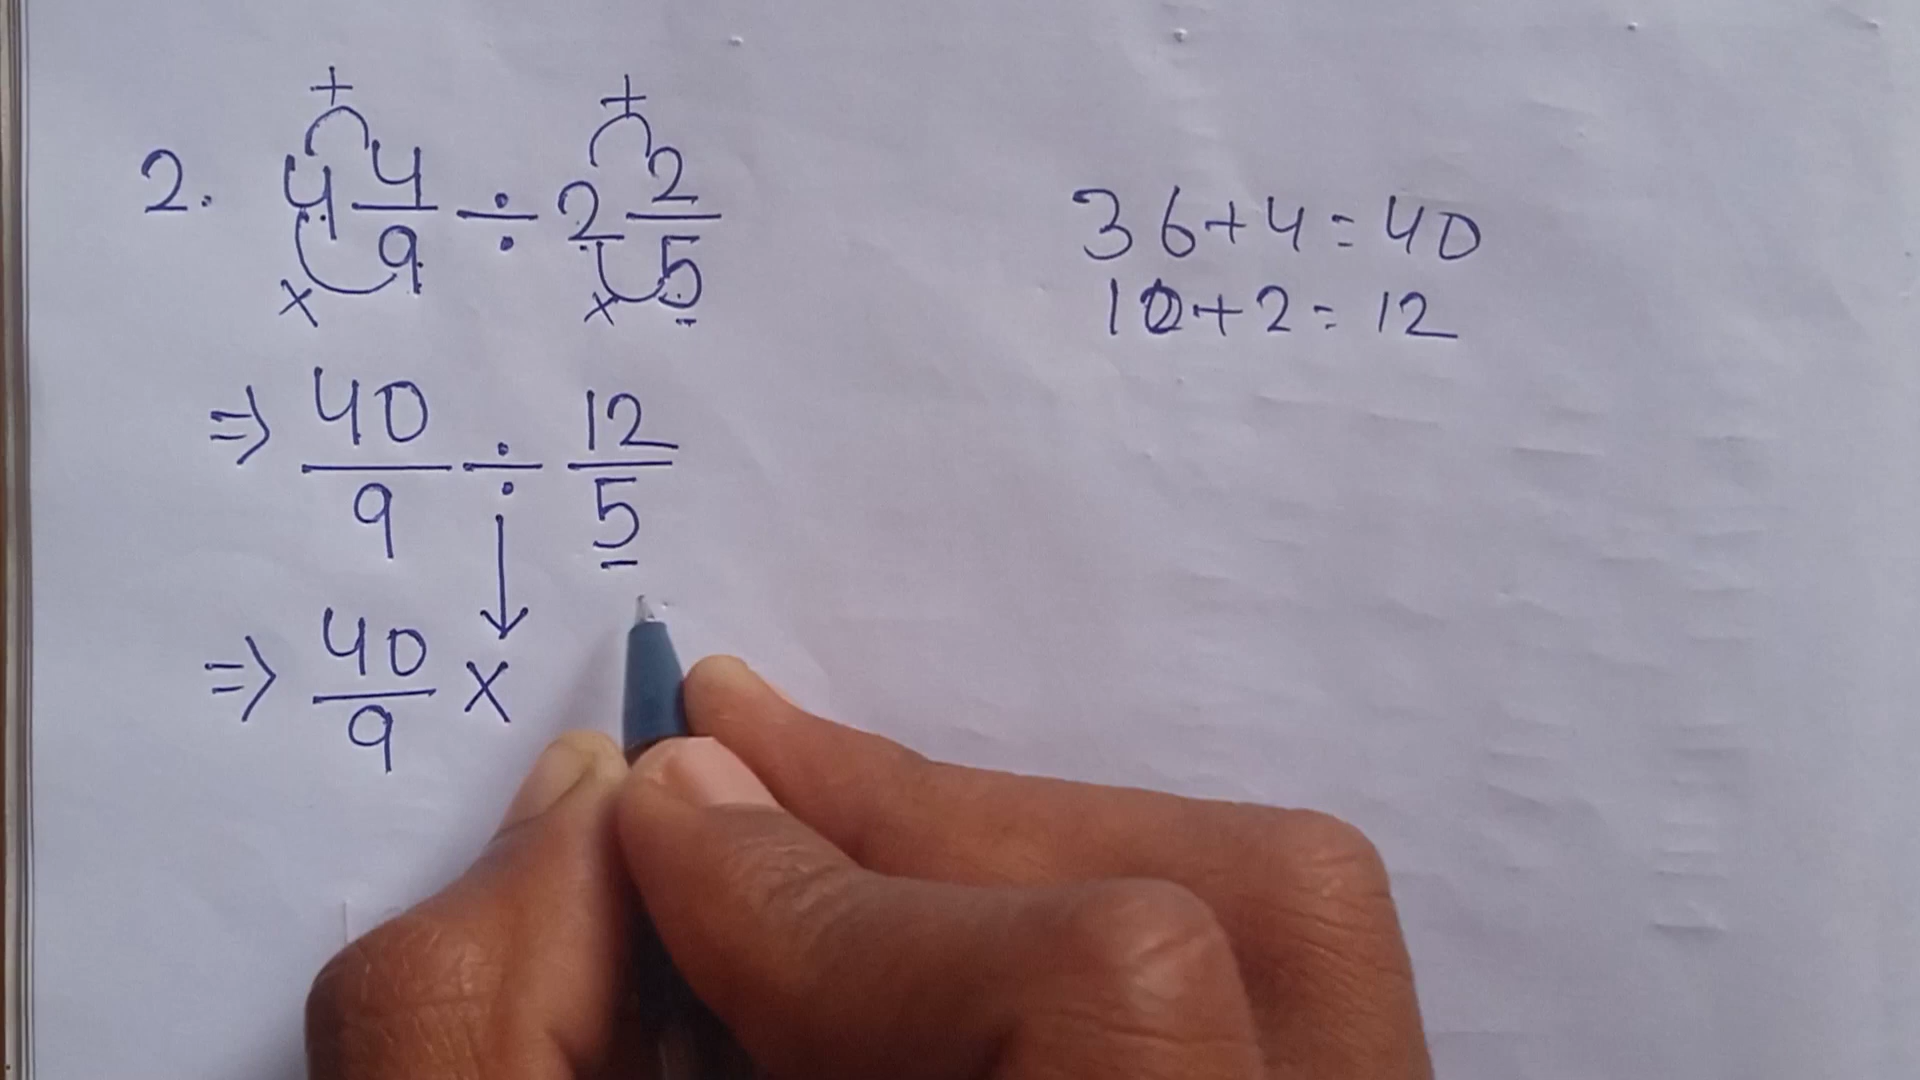 2. 4 4/9 ÷ 2 2/5
36+4=40
10+2=12
⇒ 40/9 ÷ 12/5
⇒ 40/9 ×